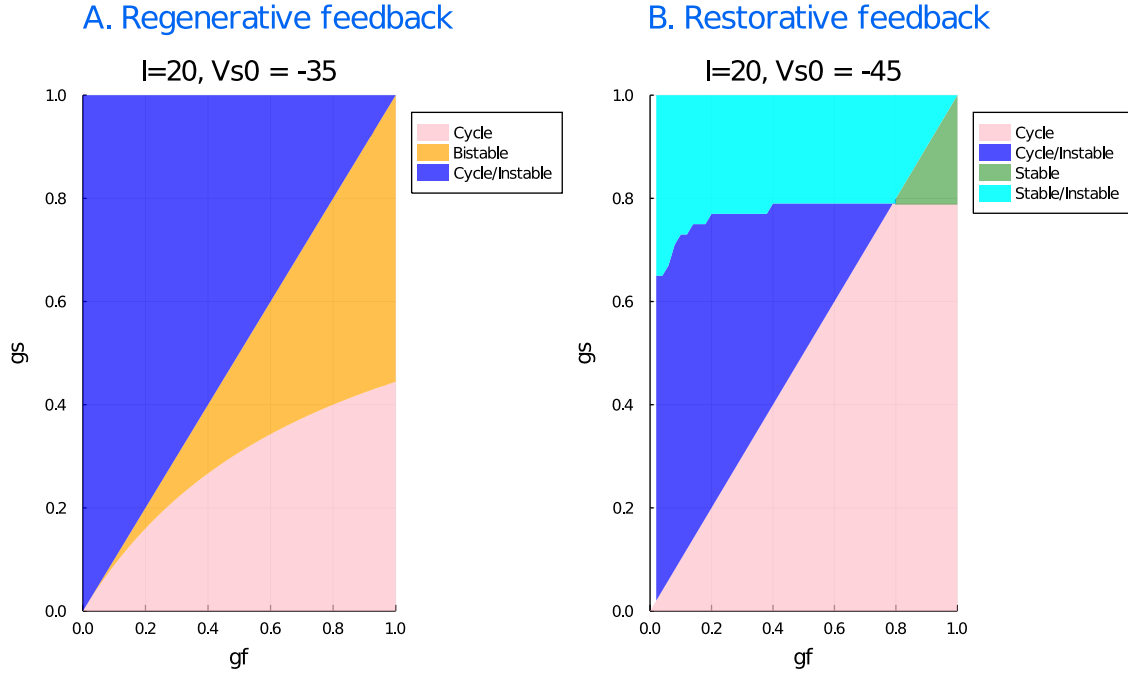 A. Regenerative feedback
I=20, Vs0 = -35
1.0
0.8
0.6
0.4
0.2
0.0
gs
0.0 0.2 0.4 0.6 0.8 1.0
gf
Cycle
Bistable
Cycle/Instable
B. Restorative feedback
I=20, Vs0 = -45
1.0
0.8
0.6
0.4
0.2
0.0
gs
0.0 0.2 0.4 0.6 0.8 1.0
gf
Cycle
Cycle/Instable
Stable
Stable/Instable